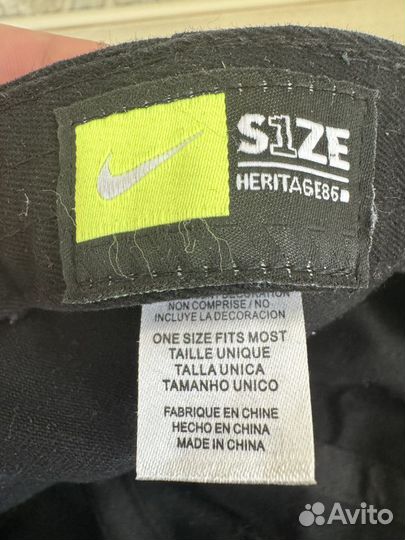 S1ZE
HERITAGE86
DECORATION
NON COMPRISE / NO
INCLUYE LA DECORACION
ONE SIZE FITS MOST
TAILLE UNIQUE
TALLA UNICA
TAMANHO UNICO
FABRIQUE EN CHINE
HECHO EN CHINA
MADE IN CHINA
Avito